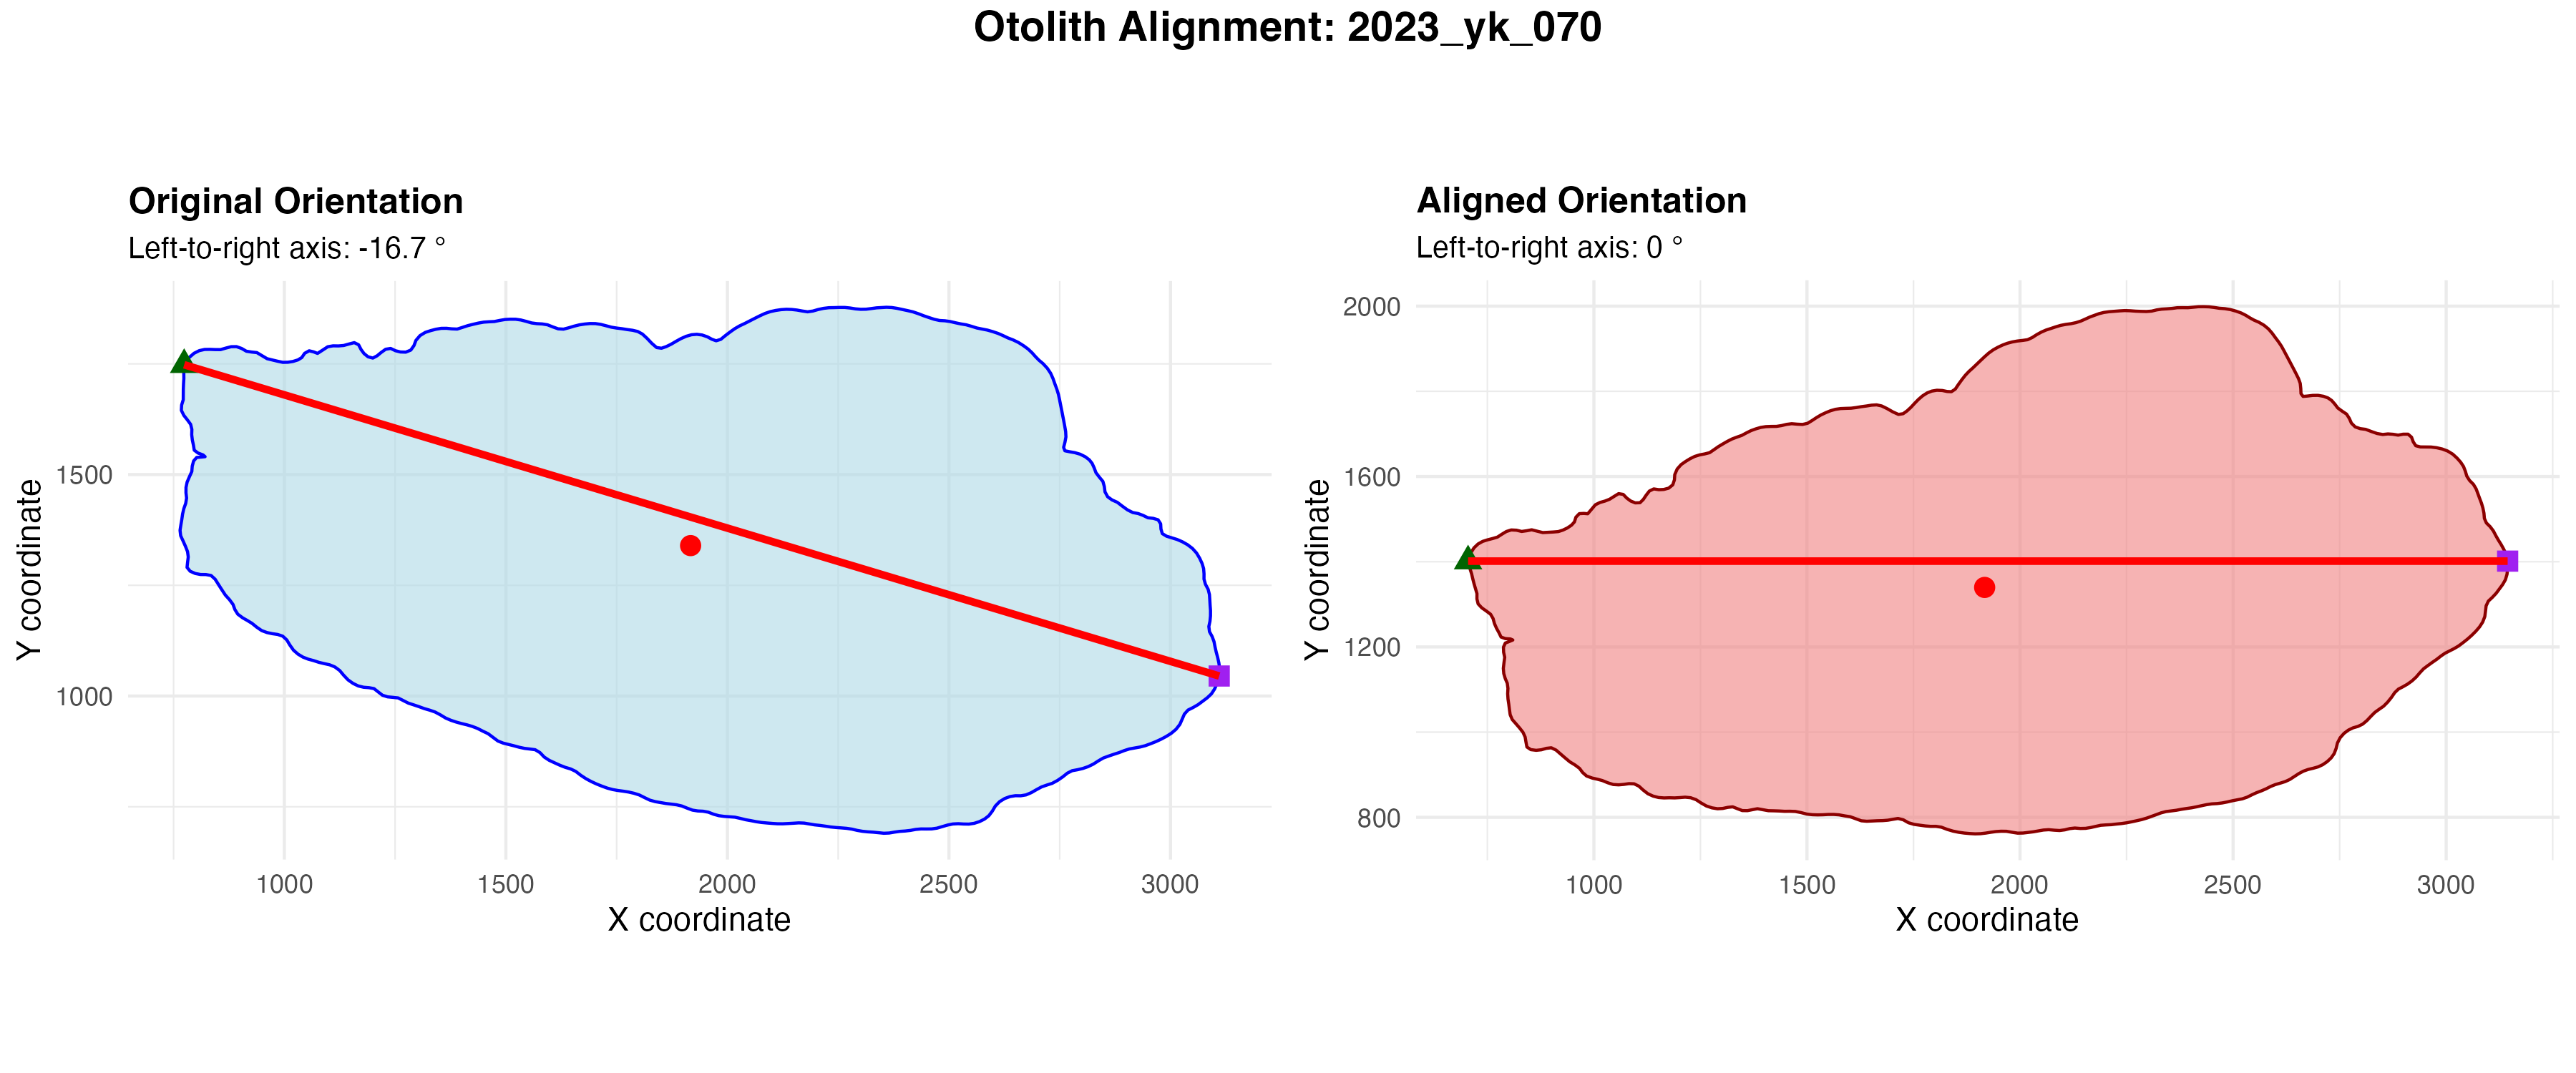 Otolith Alignment: 2023_yk_070
Original Orientation
Left-to-right axis: -16.7 °
Y coordinate
1500
1000
1000 1500 2000 2500 3000
X coordinate
Aligned Orientation
Left-to-right axis: 0 °
Y coordinate
2000
1600
1200
800
1000 1500 2000 2500 3000
X coordinate